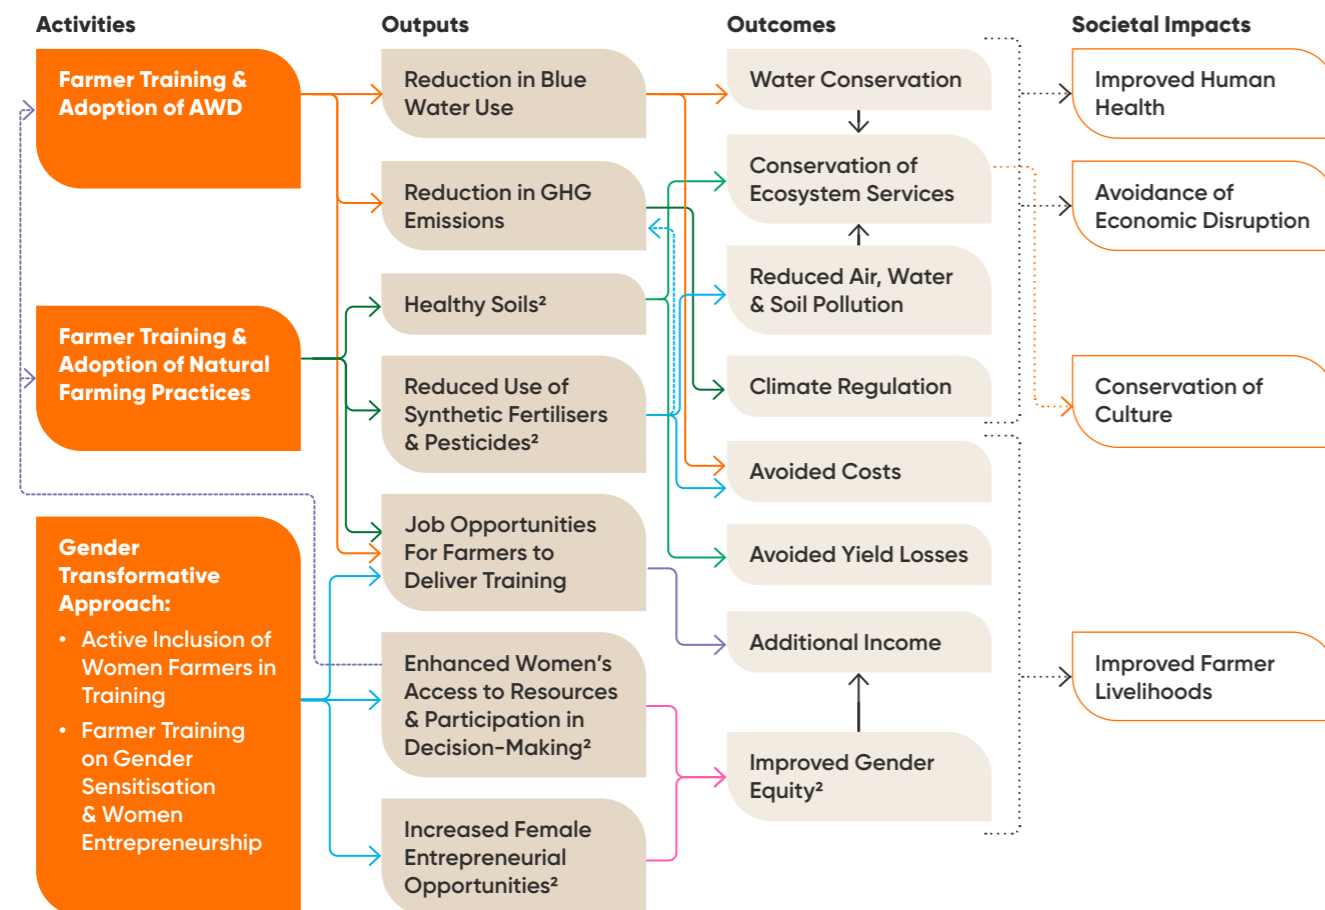 Activities
Farmer Training &
Adoption of AWD
Farmer Training &
Adoption of Natural
Farming Practices
Gender
Transformative
Approach:
• Active Inclusion of
Women Farmers in
Training
• Farmer Training
on Gender
Sensitisation
& Women
Entrepreneurship
Outputs
Reduction in Blue
Water Use
Reduction in GHG
Emissions
Healthy Soils²
Reduced Use of
Synthetic Fertilisers
& Pesticides²
Job Opportunities
For Farmers to
Deliver Training
Enhanced Women's
Access to Resources
& Participation in
Decision-Making²
Increased Female
Entrepreneurial
Opportunities²
Outcomes
Water Conservation
Conservation of
Ecosystem Services
Reduced Air, Water
& Soil Pollution
Climate Regulation
Avoided Costs
Avoided Yield Losses
Additional Income
Improved Gender
Equity²
Societal Impacts
Improved Human
Health
Avoidance of
Economic Disruption
Conservation of
Culture
Improved Farmer
Livelihoods